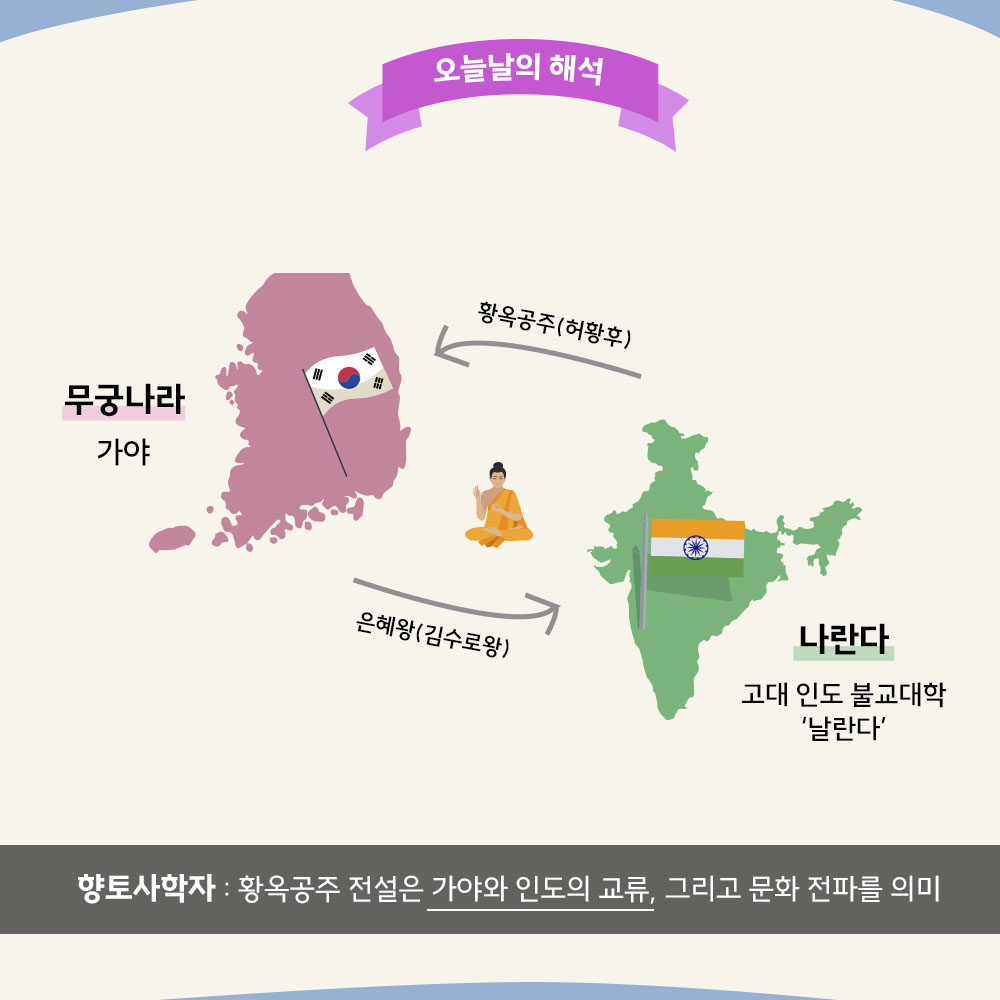 오늘날의 해석
황옥공주(허황후)
무궁나라
가야
은혜왕(김수로왕)
나란다
고대 인도 불교대학
‘날란다’
향토사학자 : 황옥공주 전설은 가야와 인도의 교류, 그리고 문화 전파를 의미